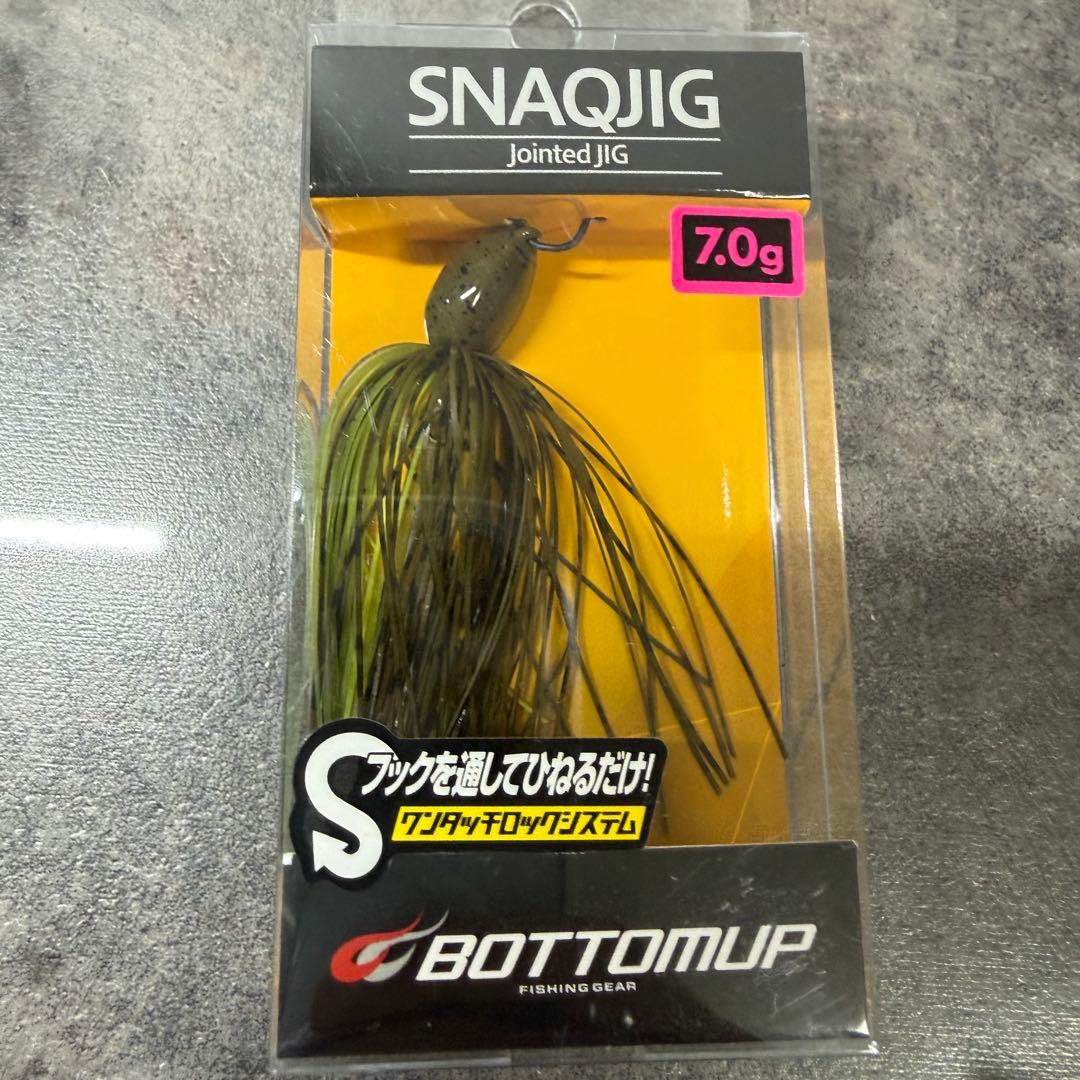 SNAQJIG
Jointed JIG
7.0g
フックを通してひねるだけ!
ワンタッチロックシステム
BOTTOMUP
FISHING GEAR